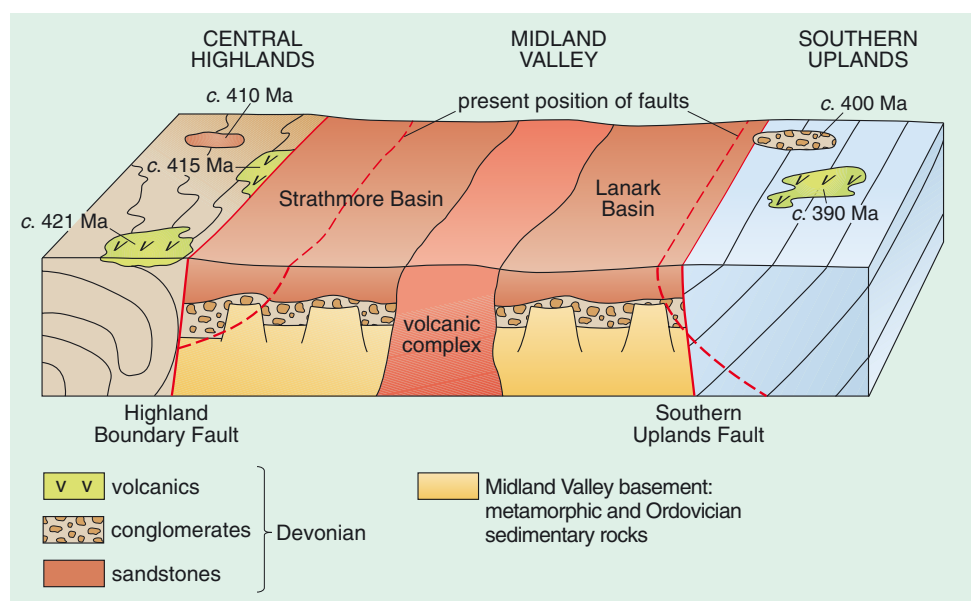 CENTRAL
HIGHLANDS
MIDLAND
VALLEY
SOUTHERN
UPLANDS
c. 410 Ma
present position of faults
c. 400 Ma
c. 415 Ma
Strathmore Basin
Lanark
Basin
c. 421 Ma
c. 390 Ma
volcanic
complex
Highland
Boundary Fault
Southern
Uplands Fault
v v volcanics
conglomerates
sandstones
Devonian
Midland Valley basement:
metamorphic and Ordovician
sedimentary rocks